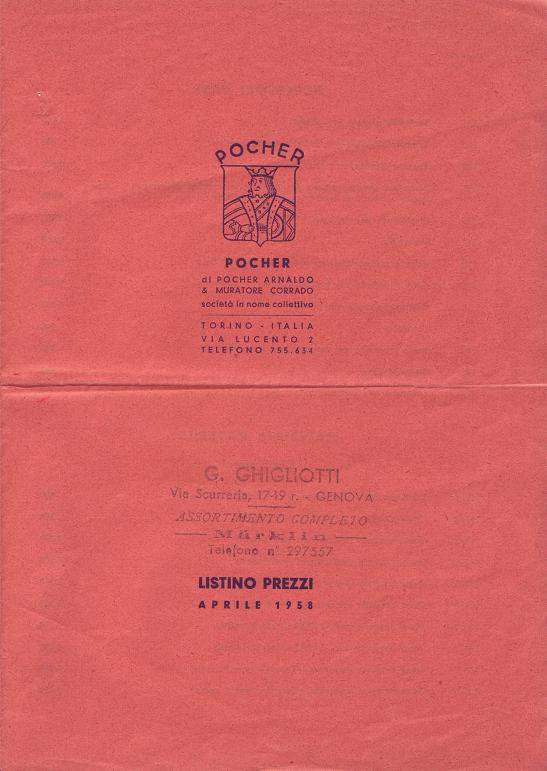 POCHER
POCHER
di POCHER ARNALDO
& MURATORE CORRADO
società in nome collettivo
TORINO - ITALIA
VIA LUCENTO 2
TELEFONO 755.634
G. GHIGLIOTTI
Via Scurreria, 17-19 r. - GENOVA
ASSORTIMENTO COMPLETO
Märklin
Telefono n° 297557
LISTINO PREZZI
APRILE 1958